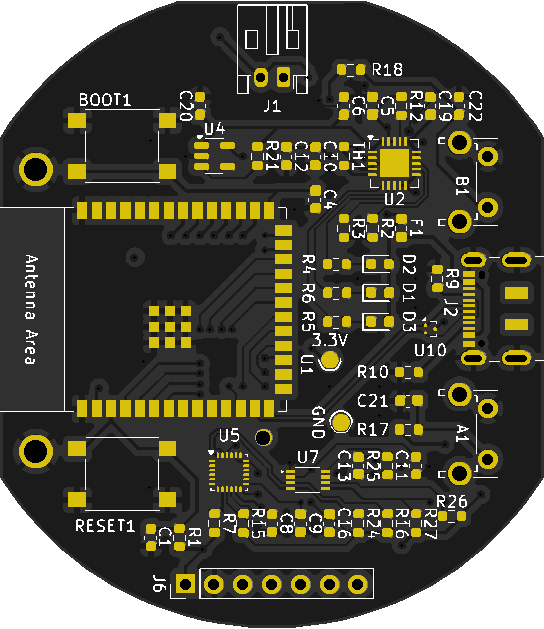 R18
J1
BOOT1
C20
C6
C5
R12
C19
C22
U4
R21
C12
C10
TH1
U2
B1
C4
R3
R2
F1
Antenna Area
R4
D2
R9
J2
R6
D1
R5
D3
3.3V
U10
U1
R10
C21
GND
R17
A1
U5
U7
C13
R25
C11
RESET1
R26
C1
R1
R7
R15
C8
C9
C16
R24
R16
R27
J6